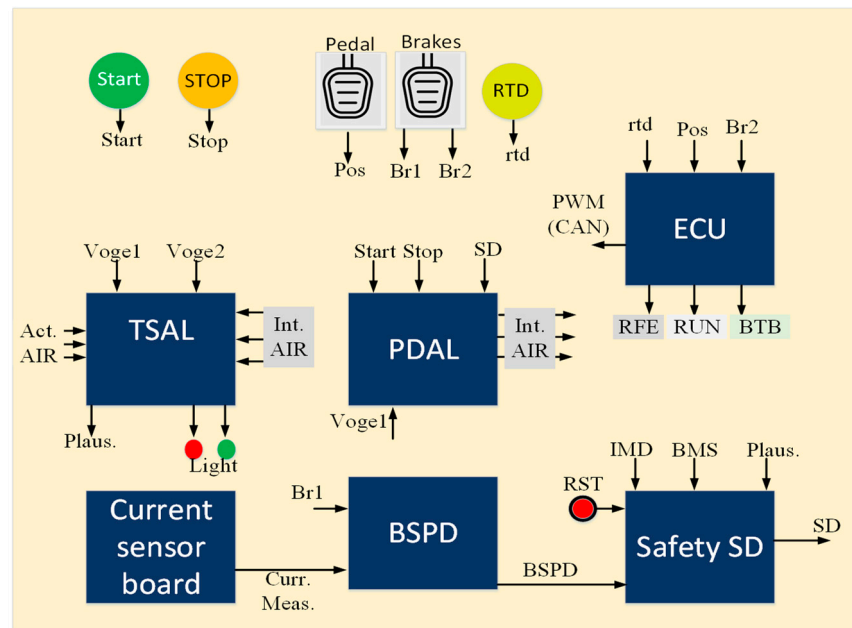 Pedal Brakes
Start STOP RTD
Start Stop
Pos Br1 Br2 rtd
rtd Pos Br2
PWM
(CAN)
ECU
RFE RUN BTB
Voge1 Voge2
Act.
AIR
TSAL
Int.
AIR
Plaus.
Light
Start Stop SD
PDAL
Int.
AIR
Voge1
Current
sensor
board
Curr.
Meas.
Br1
BSPD
BSPD
IMD BMS Plaus.
RST
Safety SD
SD